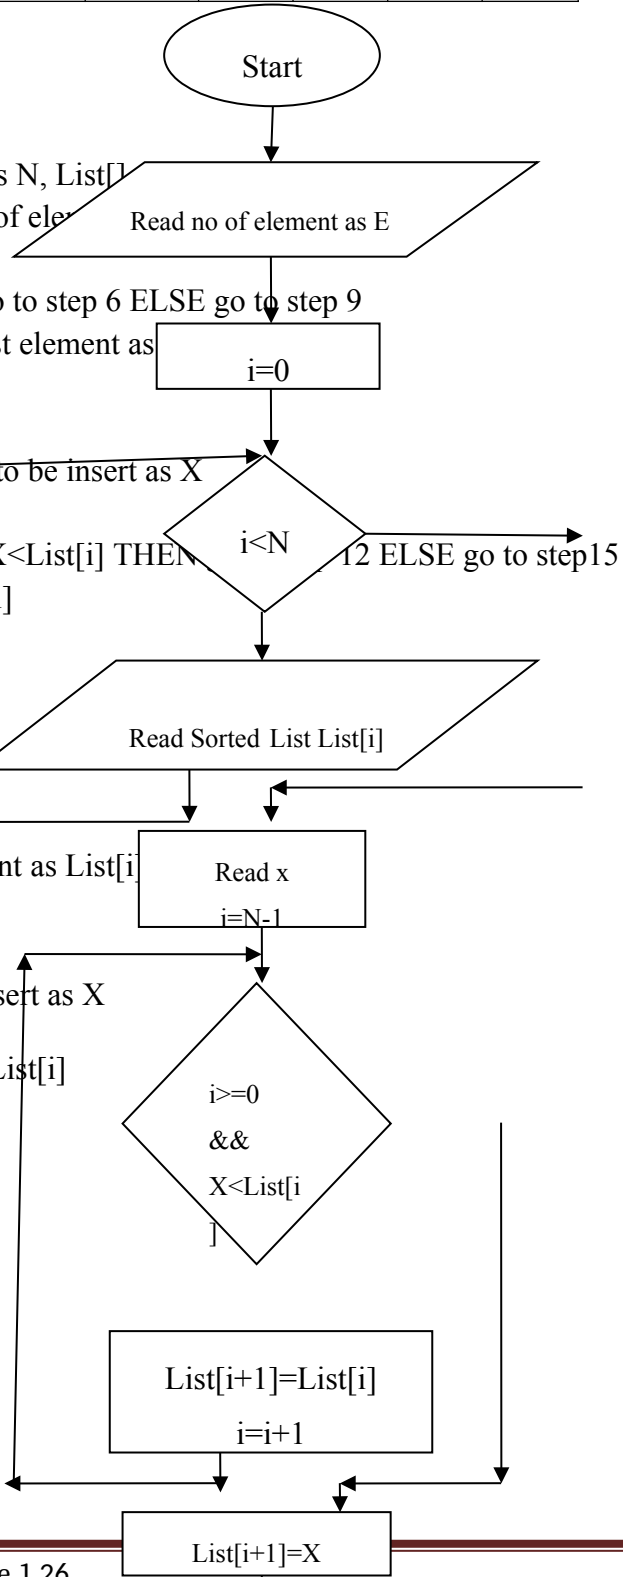 Start
s N, List[]
of ele
Read no of element as E
o to step 6 ELSE go to step 9
st element as
i=0
to be insert as X
i<N
X<List[i] THEN 12 ELSE go to step15
]
Read Sorted List List[i]
nt as List[i]
Read x
i=N-1
sert as X
List[i]
i>=0
&&
X<List[i
]
List[i+1]=List[i]
i=i+1
List[i+1]=X
e 1.26